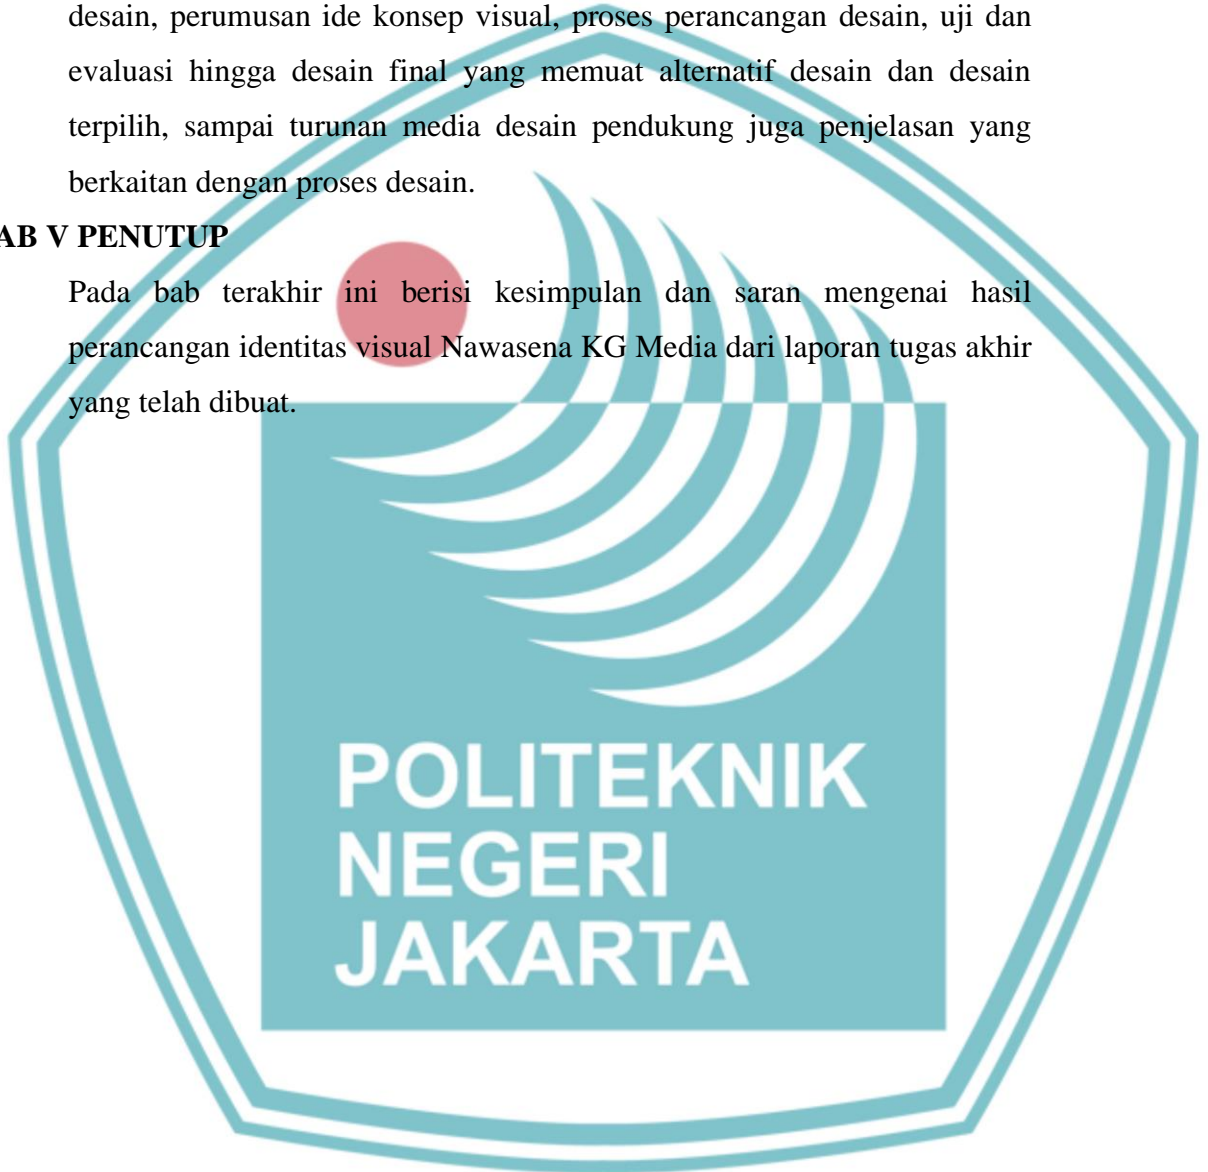 desain, perumusan ide konsep visual, proses perancangan desain, uji dan
evaluasi hingga desain final yang memuat alternatif desain dan desain
terpilih, sampai turunan media desain pendukung juga penjelasan yang
berkaitan dengan proses desain.
AB V PENUTUP
Pada bab terakhir ini berisi kesimpulan dan saran mengenai hasil
perancangan identitas visual Nawasena KG Media dari laporan tugas akhir
yang telah dibuat.
POLITEKNIK
NEGERI
JAKARTA